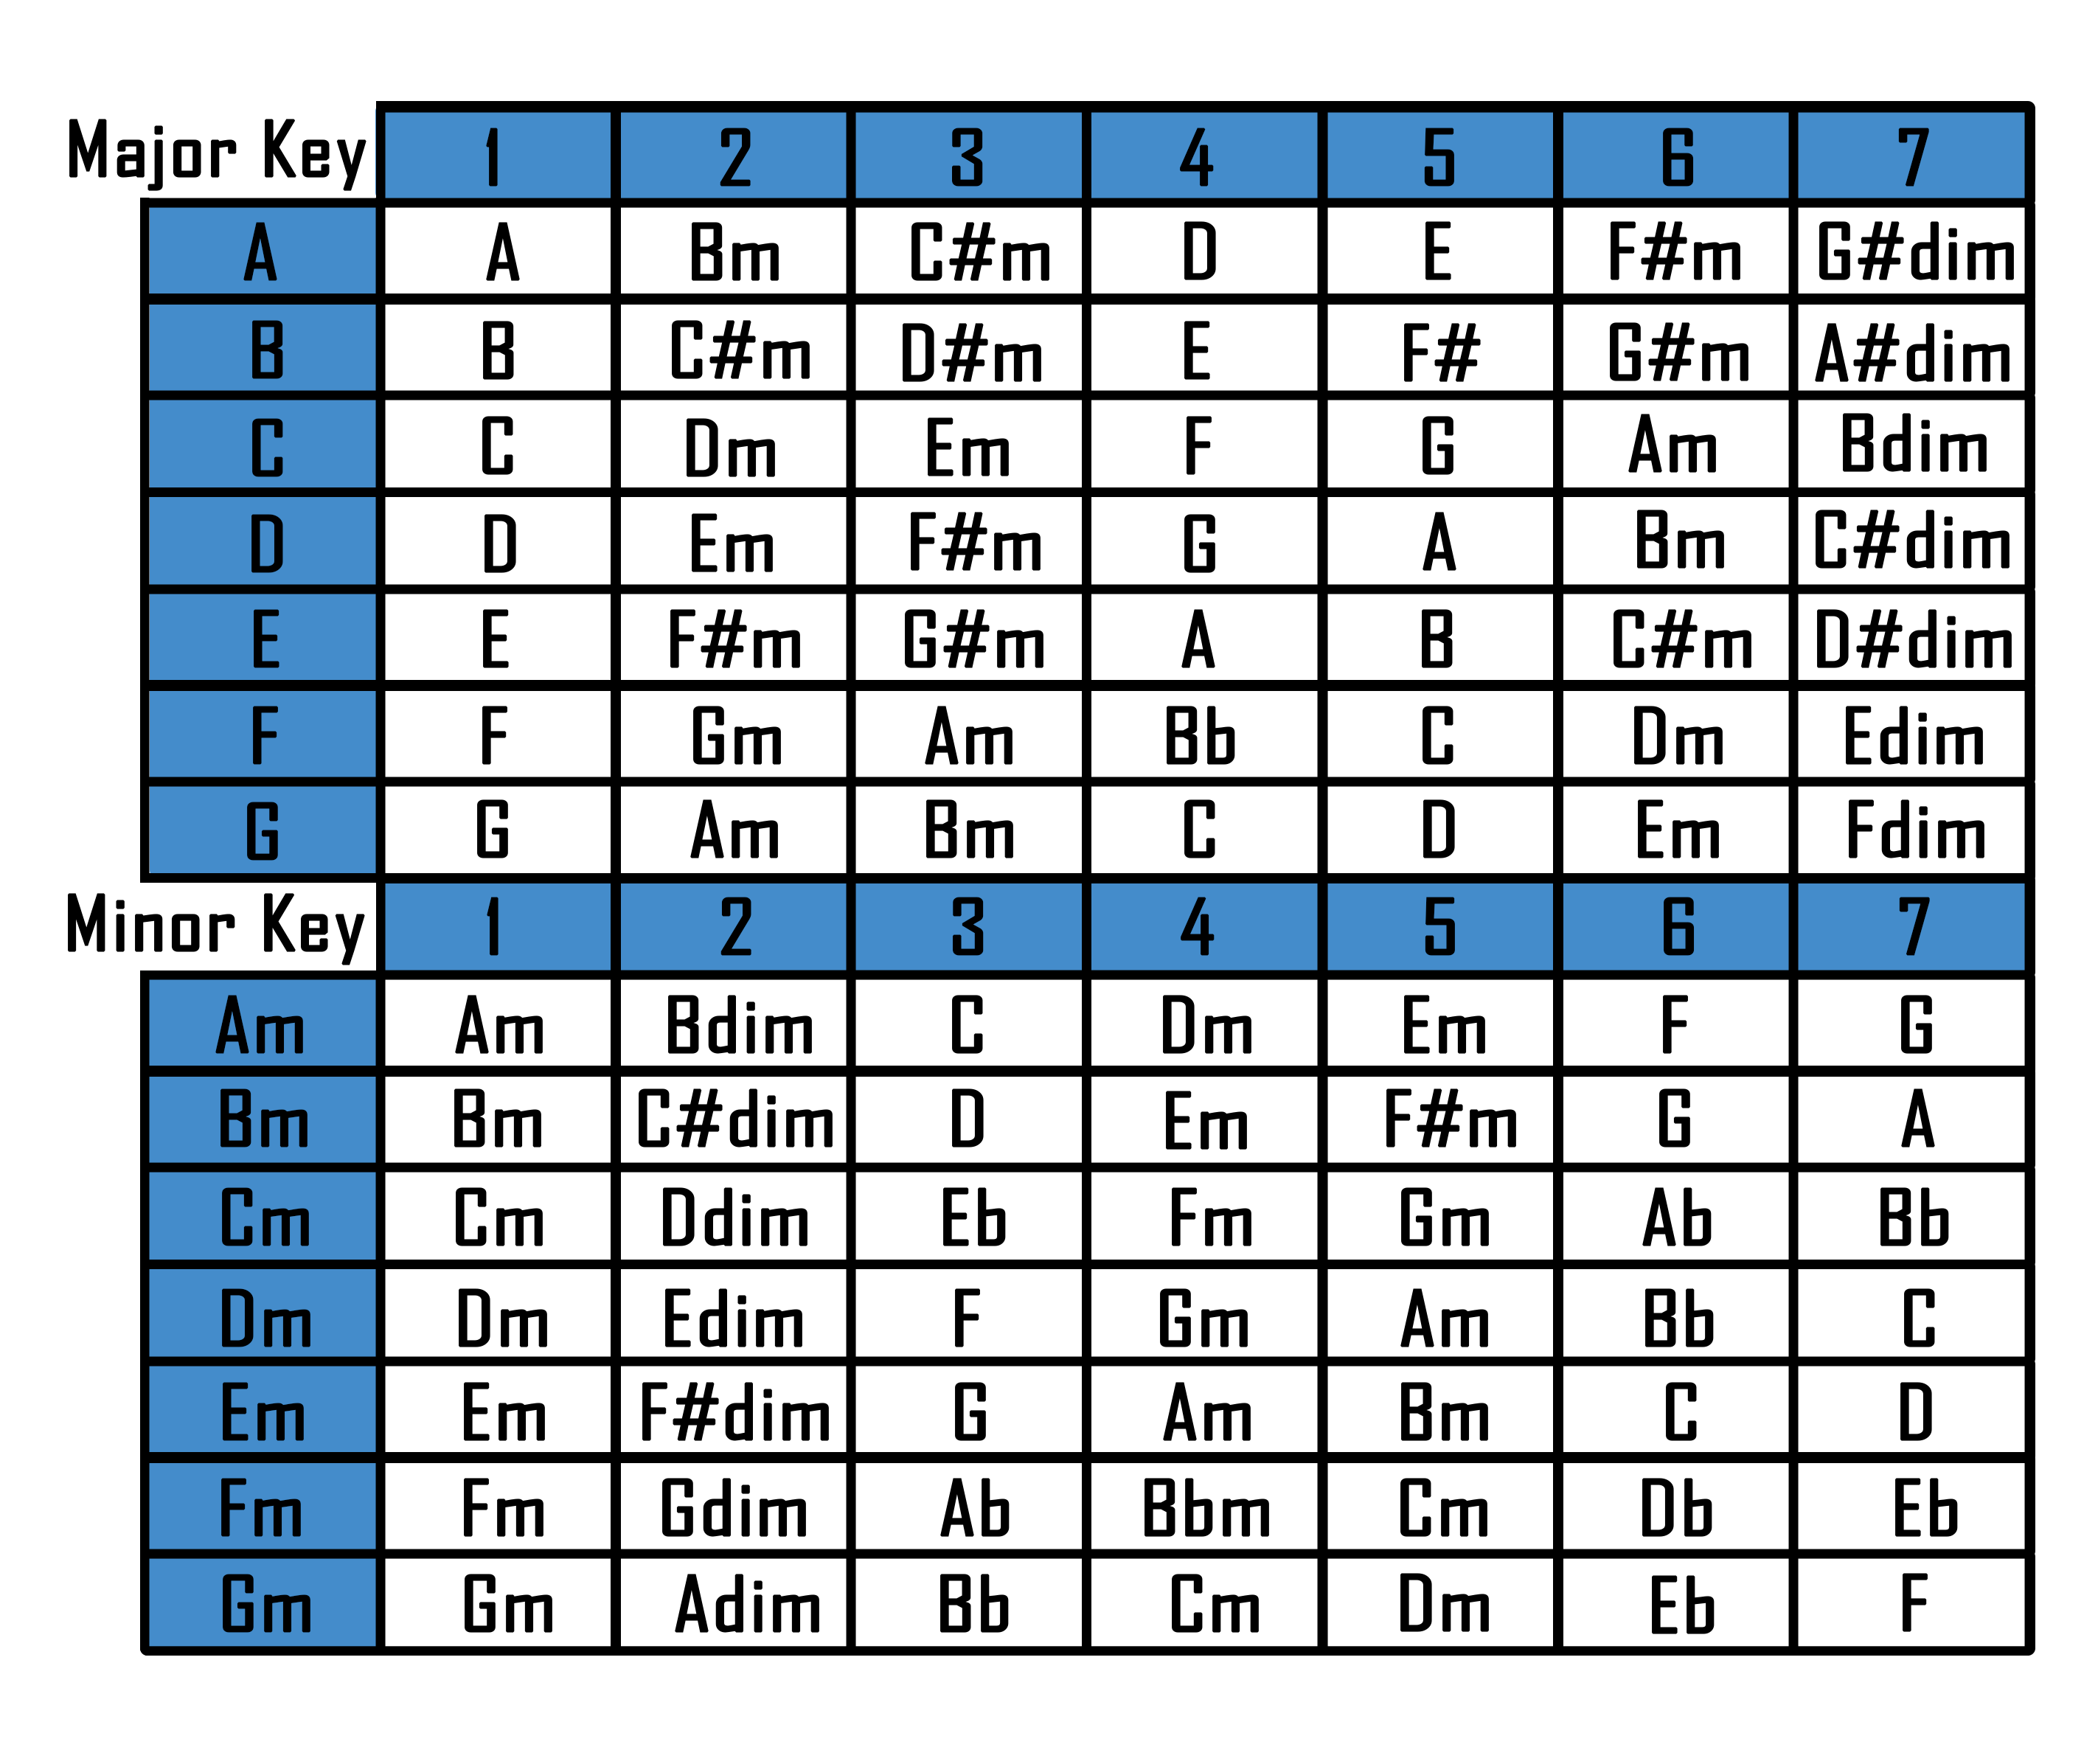 Major Key 1 2 3 4 5 6 7
A A Bm C#m D E F#m G#dim
B B C#m D#m E F# G#m A#dim
C C Dm Em F G Am Bdim
D D Em F#m G A Bm C#dim
E E F#m G#m A B C#m D#dim
F F Gm Am Bb C Dm Edim
G G Am Bm C D Em Fdim
Minor Key 1 2 3 4 5 6 7
Am Am Bdim C Dm Em F G
Bm Bm C#dim D Em F#m G A
Cm Cm Ddim Eb Fm Gm Ab Bb
Dm Dm Edim F Gm Am Bb C
Em Em F#dim G Am Bm C D
Fm Fm Gdim Ab Bbm Cm Db Eb
Gm Gm Adim Bb Cm Dm Eb F